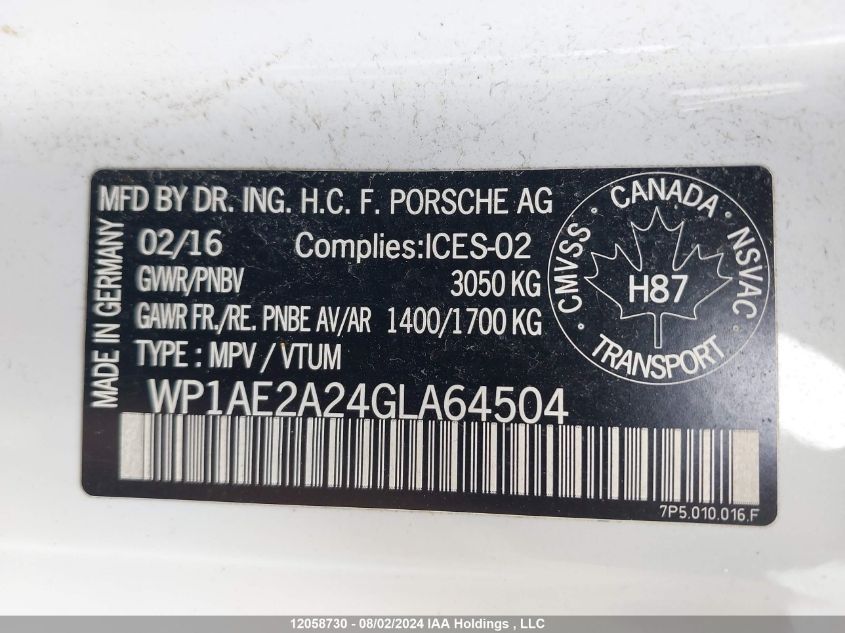 MFD BY DR. ING. H.C. F. PORSCHE AG
02/16 Complies:ICES-02
GVWR/PNBV 3050 KG
GAWR FR./RE. PNBE AV/AR 1400/1700 KG
TYPE : MPV / VTUM
WP1AE2A24GLA64504
MADE IN GERMANY
CANADA
CMVSS · NSVAC
H87
TRANSPORT
7P5.010.016.F
12058730 - 08/02/2024 IAA Holdings , LLC